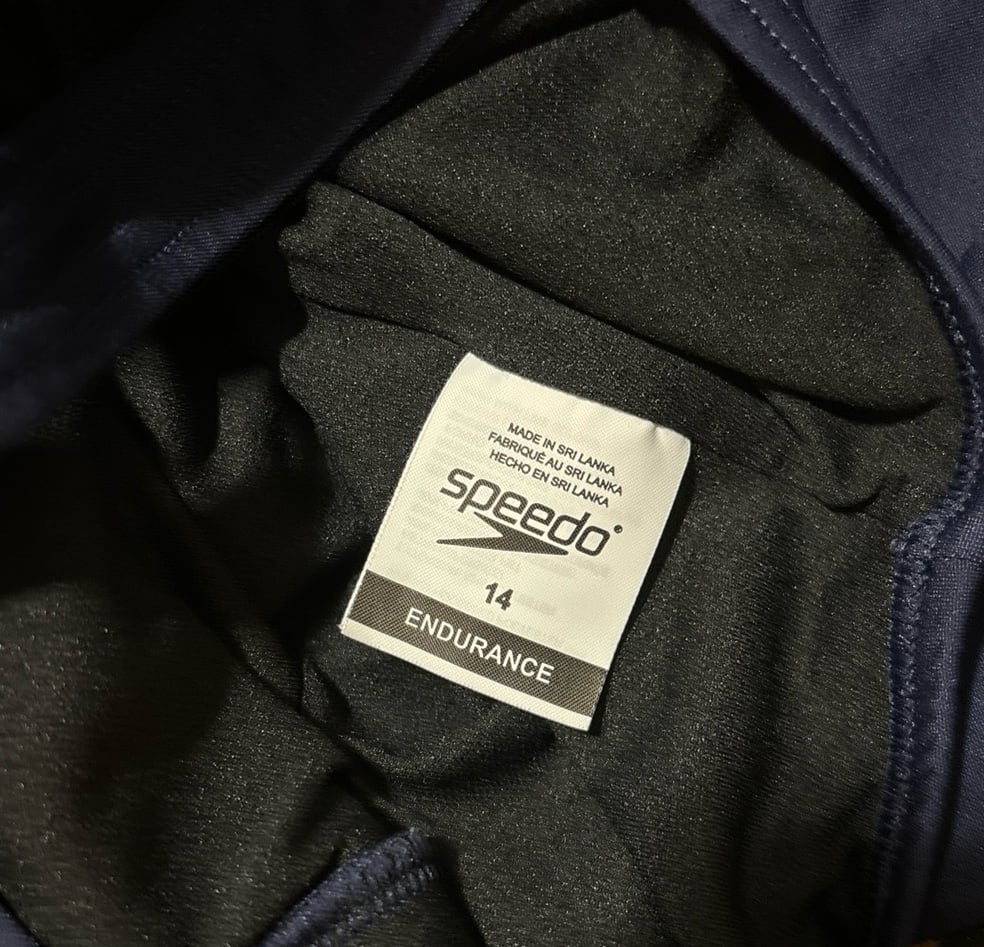 MADE IN SRI LANKA
FABRIQUÉ AU SRI LANKA
HECHO EN SRI LANKA
speedo
14
ENDURANCE